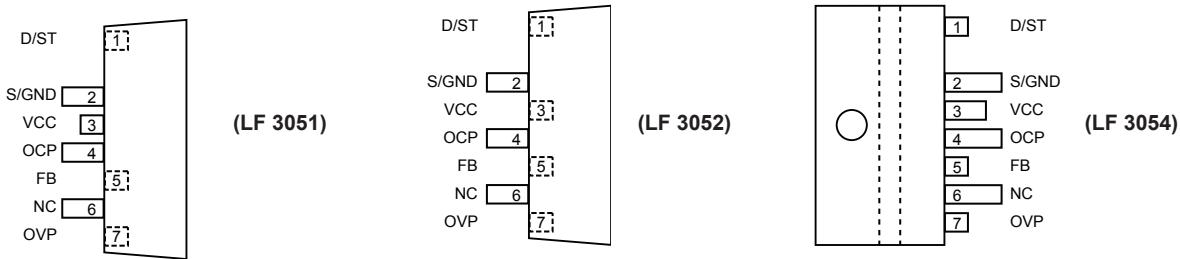 D/ST 1
S/GND 2
VCC 3
OCP 4
FB 5
NC 6
OVP 7
(LF 3051)
D/ST 1
S/GND 2
VCC 3
OCP 4
FB 5
NC 6
OVP 7
(LF 3052)
1 D/ST
2 S/GND
3 VCC
4 OCP
5 FB
6 NC
7 OVP
(LF 3054)